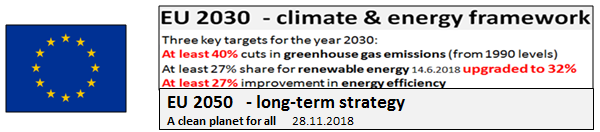 EU 2030 - climate & energy framework
Three key targets for the year 2030:
At least 40% cuts in greenhouse gas emissions (from 1990 levels)
At least 27% share for renewable energy 14.6.2018 upgraded to 32%
At least 27% improvement in energy efficiency
EU 2050 - long-term strategy
A clean planet for all 28.11.2018